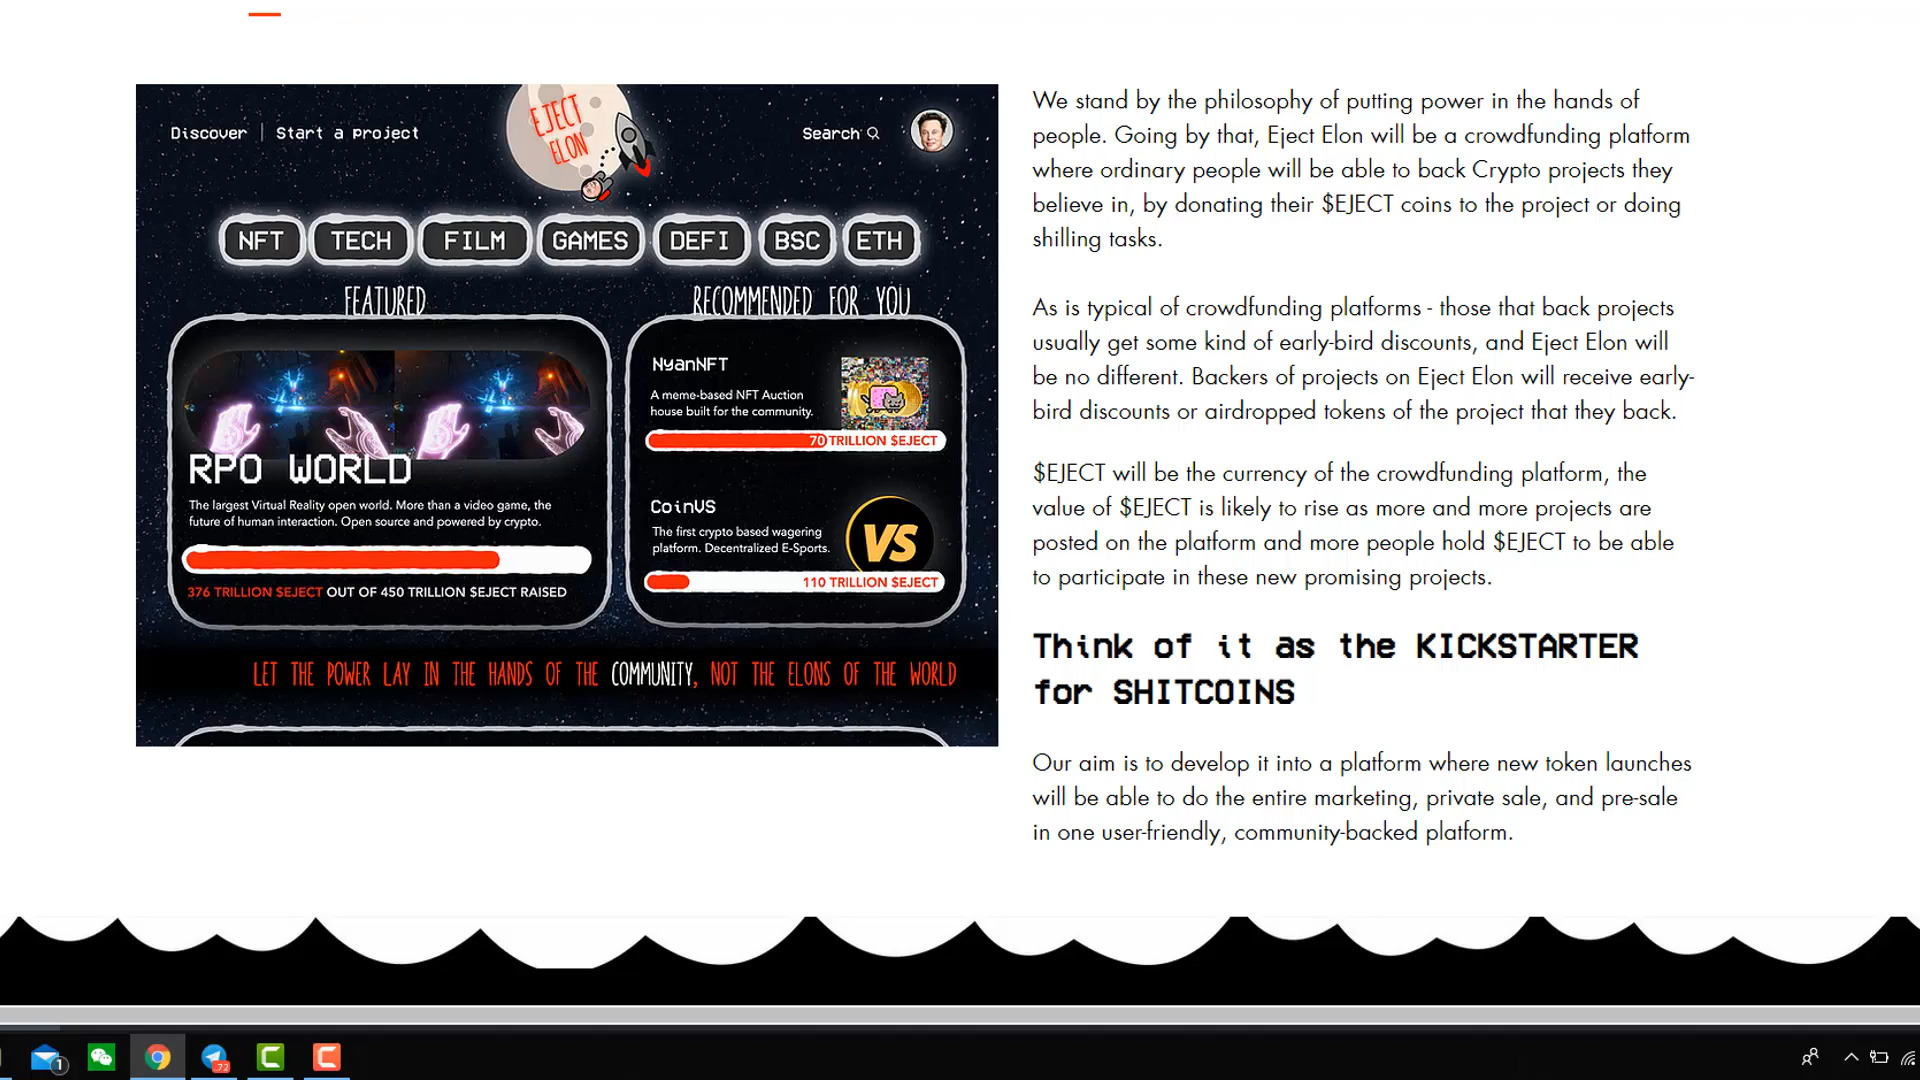 Discover | Start a project
EJECT
ELON
Search
NFT
TECH
FILM
GAMES
DEFI
BSC
ETH
FEATURED
RPO WORLD
The largest Virtual Reality open world. More than a video game, the
future of human interaction. Open source and powered by crypto.
376 TRILLION $EJECT OUT OF 450 TRILLION $EJECT RAISED
RECOMMENDED FOR YOU
NyanNFT
A meme-based NFT Auction
house built for the community.
70 TRILLION $EJECT
CoinVS
The first crypto based wagering
platform. Decentralized E-Sports.
VS
110 TRILLION $EJECT
LET THE POWER LAY IN THE HANDS OF THE COMMUNITY, NOT THE ELONS OF THE WORLD
We stand by the philosophy of putting power in the hands of
people. Going by that, Eject Elon will be a crowdfunding platform
where ordinary people will be able to back Crypto projects they
believe in, by donating their $EJECT coins to the project or doing
shilling tasks.
As is typical of crowdfunding platforms - those that back projects
usually get some kind of early-bird discounts, and Eject Elon will
be no different. Backers of projects on Eject Elon will receive early-
bird discounts or airdropped tokens of the project that they back.
$EJECT will be the currency of the crowdfunding platform, the
value of $EJECT is likely to rise as more and more projects are
posted on the platform and more people hold $EJECT to be able
to participate in these new promising projects.
Think of it as the KICKSTARTER
for SHITCOINS
Our aim is to develop it into a platform where new token launches
will be able to do the entire marketing, private sale, and pre-sale
in one user-friendly, community-backed platform.
1
72